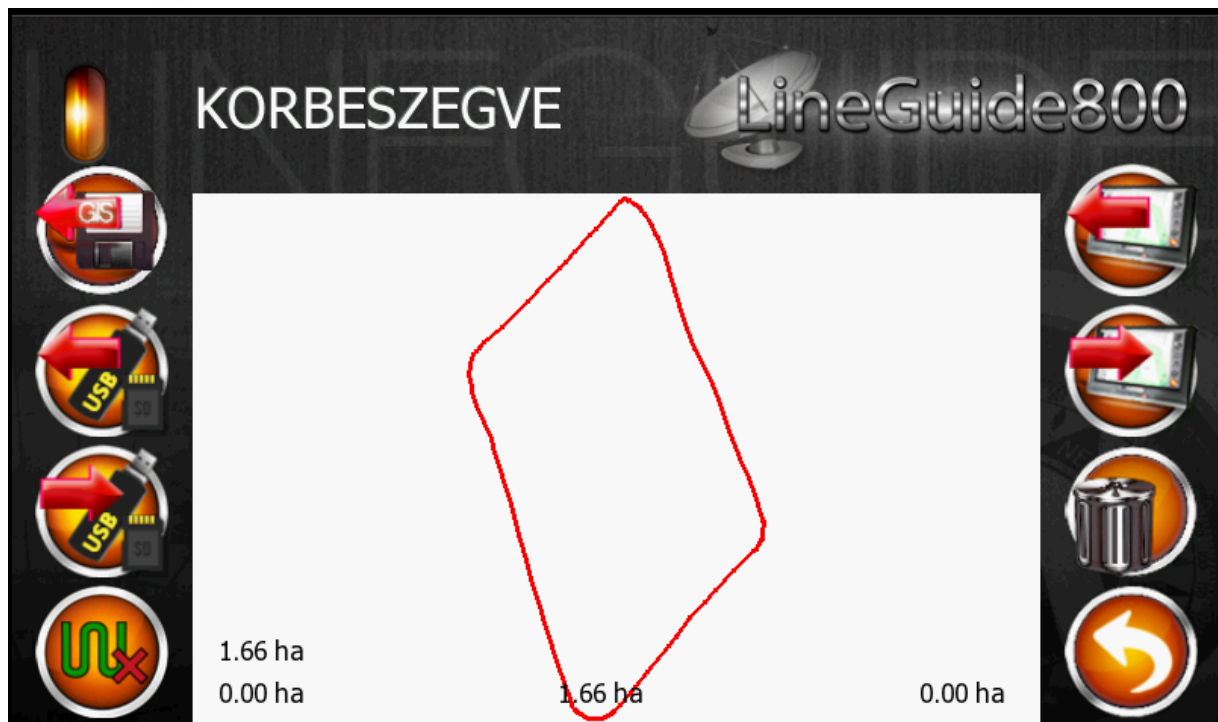 LINEGUIDE
KORBESZEGVE
LineGuide800
GIS
USB
SD
USB
SD
1.66 ha
0.00 ha
1.66 ha
0.00 ha